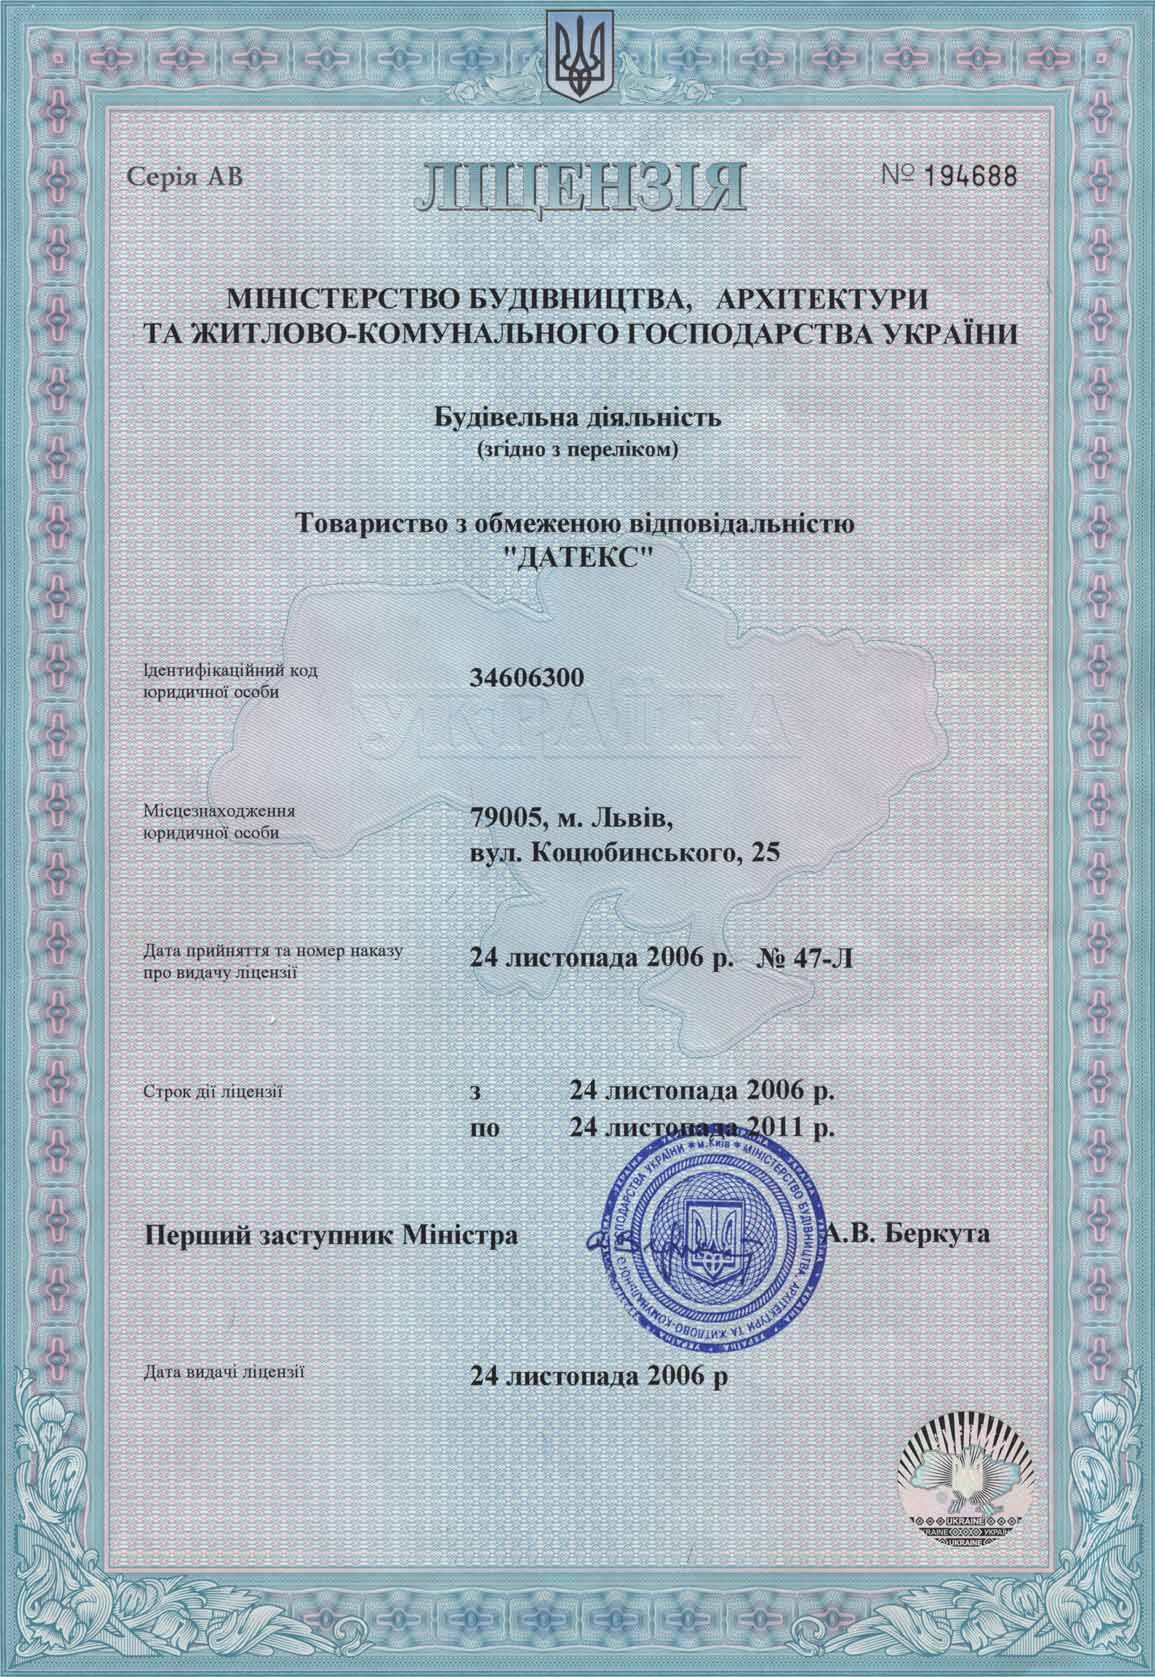 Серія АВ
ЛІЦЕНЗІЯ
№ 194688
МІНІСТЕРСТВО БУДІВНИЦТВА, АРХІТЕКТУРИ
ТА ЖИТЛОВО-КОМУНАЛЬНОГО ГОСПОДАРСТВА УКРАЇНИ
Будівельна діяльність
(згідно з переліком)
Товариство з обмеженою відповідальністю
"ДАТЕКС"
УКРАЇНА
Ідентифікаційний код
юридичної особи
34606300
Місцезнаходження
юридичної особи
79005, м. Львів,
вул. Коцюбинського, 25
Дата прийняття та номер наказу
про видачу ліцензії
24 листопада 2006 р. № 47-Л
Строк дії ліцензії
з 24 листопада 2006 р.
по 24 листопада 2011 р.
Перший заступник Міністра
А.В. Беркута
м.Київ * МІНІСТЕРСТВО БУДІВНИЦТВА, АРХІТЕКТУРИ ТА ЖИТЛОВО-КОМУНАЛЬНОГО ГОСПОДАРСТВА УКРАЇНИ *
Дата видачі ліцензії
24 листопада 2006 р
UKRAINE
UKRAINE